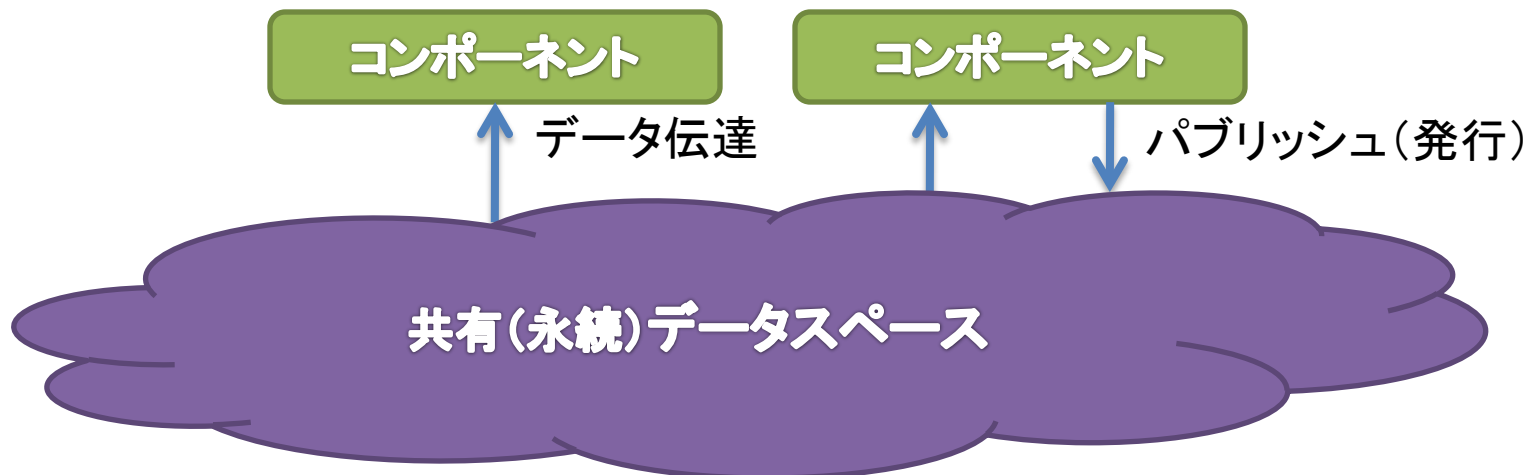 コンポーネント
コンポーネント
データ伝達
パブリッシュ（発行）
共有（永続）データスペース